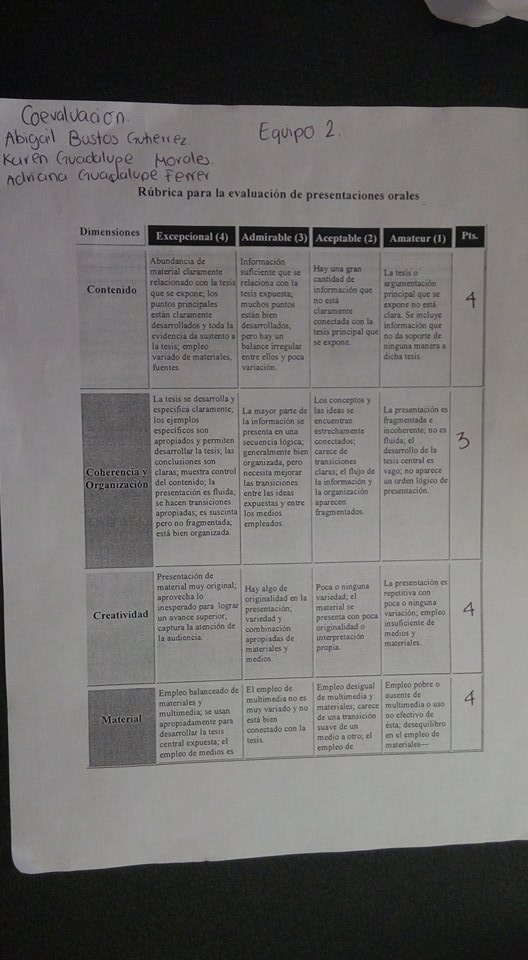 Coevaluacion.
Abigail Bustos Gutierrez
Equipo 2.
Karen Guadalupe Morales.
Adriana Guadalupe Ferrer
Rúbrica para la evaluación de presentaciones orales
Dimensiones
Excepcional (4)
Admirable (3)
Aceptable (2)
Amateur (1)
Pts.
Contenido
Abundancia de
material claramente
relacionado con la tesis
que se expone; los
puntos principales
están claramente
desarrollados y toda la
evidencia da sustento a
la tesis; empleo
variado de materiales,
fuentes.
Información
suficiente que se
relaciona con la
tesis expuesta;
muchos puntos
están bien
desarrollados,
pero hay un
balance irregular
entre ellos y poca
variación.
Hay una gran
cantidad de
información que
no está
claramente
conectada con la
tesis principal que
se expone.
La tesis o
argumentación
principal que se
expone no está
clara. Se incluye
información que
no da soporte de
ninguna manera a
dicha tesis.
4
Coherencia y
Organización
La tesis se desarrolla y
especifica claramente;
los ejemplos
específicos son
apropiados y permiten
desarrollar la tesis; las
conclusiones son
claras; muestra control
del contenido; la
presentación es fluida;
se hacen transiciones
apropiadas; es suscinta
pero no fragmentada;
está bien organizada.
La mayor parte de
la información se
presenta en una
secuencia lógica;
generalmente bien
organizada, pero
necesita mejorar
las transiciones
entre las ideas
expuestas y entre
los medios
empleados.
Los conceptos y
las ideas se
encuentran
estrechamente
conectados;
carece de
transiciones
claras; el flujo de
la información y
la organización
aparecen
fragmentados.
La presentación es
fragmentada e
incoherente; no es
fluida; el
desarrollo de la
tesis central es
vago; no aparece
un orden lógico de
presentación.
3
Creatividad
Presentación de
material muy original;
aprovecha lo
inesperado para lograr
un avance superior;
captura la atención de
la audiencia.
Hay algo de
originalidad en la
presentación;
variedad y
combinación
apropiadas de
materiales y
medios.
Poca o ninguna
variedad; el
material se
presenta con poca
originalidad o
interpretación
propia.
La presentación es
repetitiva con
poca o ninguna
variación; empleo
insuficiente de
medios y
materiales.
4
Material
Empleo balanceado de
materiales y
multimedia; se usan
apropiadamente para
desarrollar la tesis
central expuesta; el
empleo de medios es
El empleo de
multimedia no es
muy variado y no
está bien
conectado con la
tesis.
Empleo desigual
de multimedia y
materiales; carece
de una transición
suave de un
medio a otro; el
empleo de
Empleo pobre o
ausente de
multimedia o uso
no efectivo de
ésta; desequilibrio
en el empleo de
materiales—
4